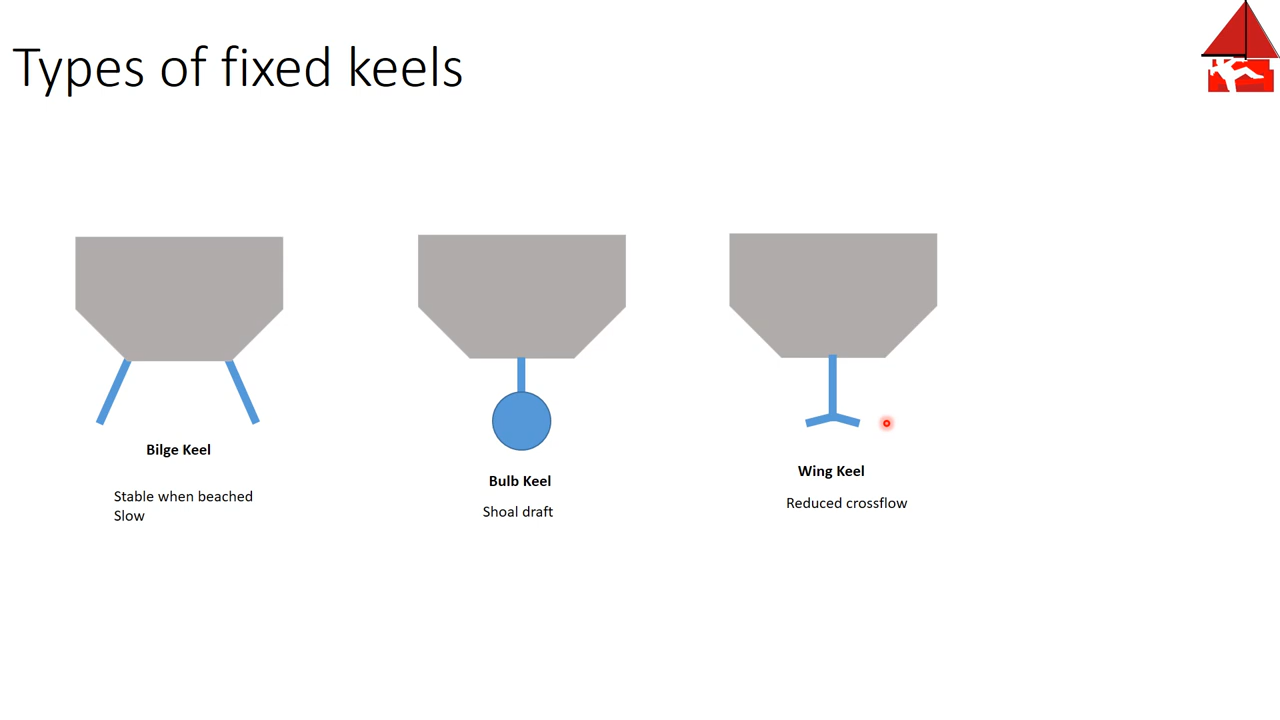 Types of fixed keels
Bilge Keel
Stable when beached
Slow
Bulb Keel
Shoal draft
Wing Keel
Reduced crossflow